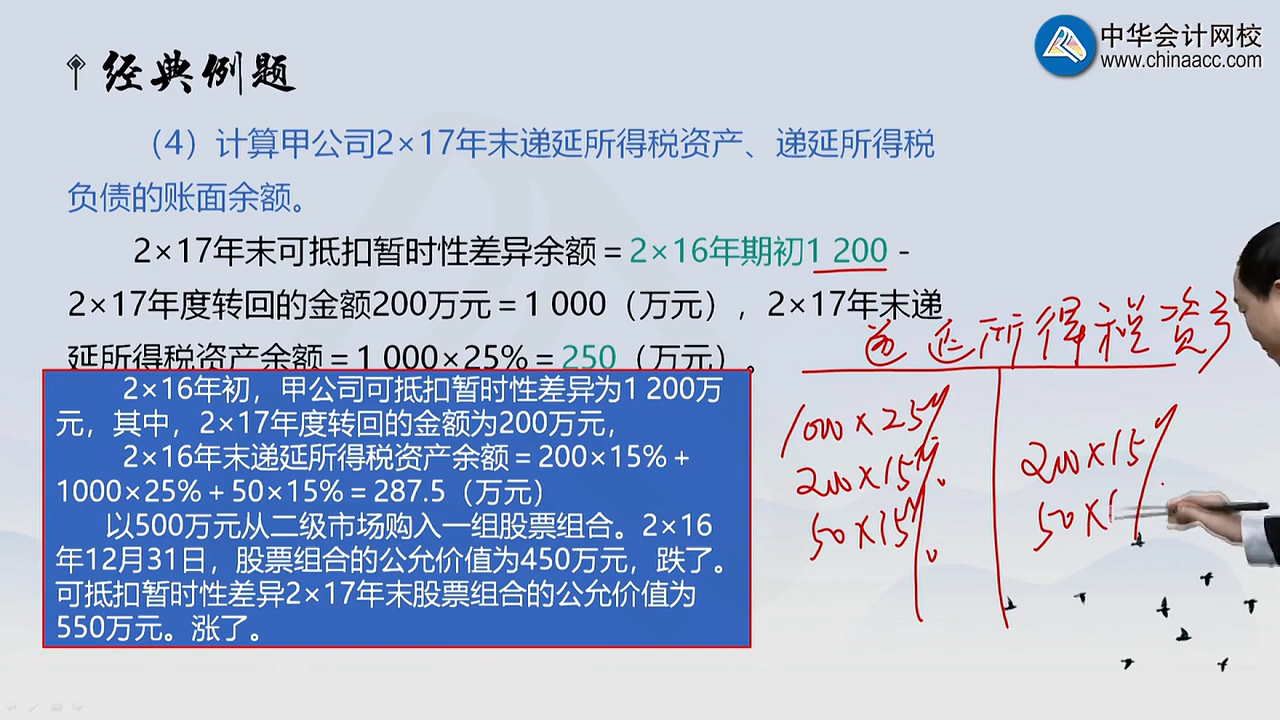 中华会计网校
www.chinaacc.com
经典例题
（4）计算甲公司2×17年末递延所得税资产、递延所得税
负债的账面余额。
2×17年末可抵扣暂时性差异余额＝2×16年期初1 200 -
2×17年度转回的金额200万元＝1 000（万元），2×17年末递
延所得税资产余额＝1 000×25%＝250（万元）。
2×16年初，甲公司可抵扣暂时性差异为1 200万
元，其中，2×17年度转回的金额为200万元，
2×16年末递延所得税资产余额＝200×15%＋
1000×25%＋50×15%＝287.5（万元）
以500万元从二级市场购入一组股票组合。2×16
年12月31日，股票组合的公允价值为450万元，跌了。
可抵扣暂时性差异2×17年末股票组合的公允价值为
550万元。涨了。
递延所得税资产
1000×25%
200×15%
50×15%
200×15%
50×1